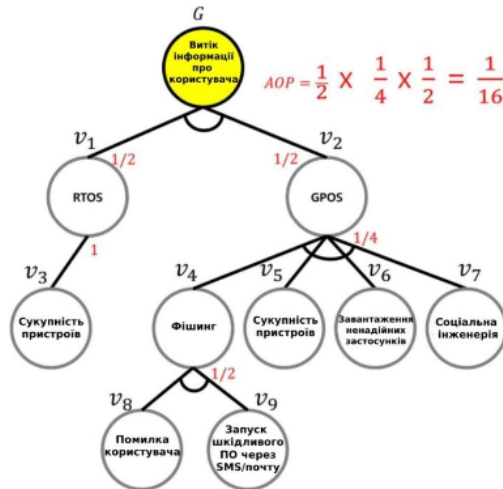 G
Витік
інформації
про
користувача
AOP = 1/2 X 1/4 X 1/2 = 1/16
v₁
v₂
1/2
1/2
RTOS
GPOS
1
1/4
v₃
v₄
v₅
v₆
v₇
Сукупність
пристроїв
Фішинг
Сукупність
пристроїв
Завантаження
ненадійних
застосунків
Соціальна
інженерія
1/2
v₈
v₉
Помилка
користувача
Запуск
шкідливого
ПО через
SMS/почту